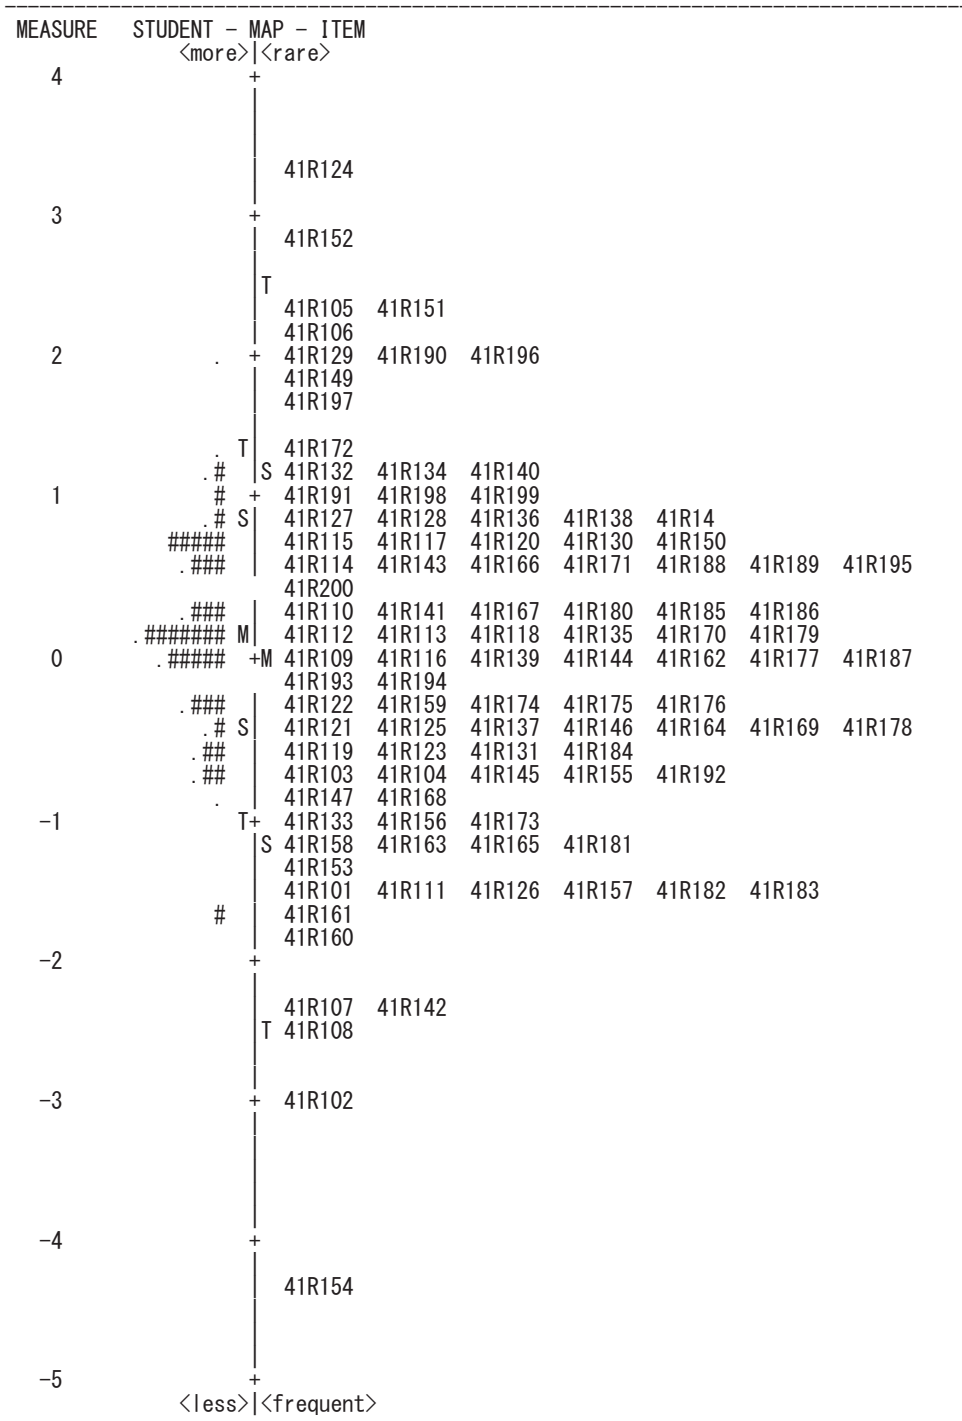 MEASURE STUDENT - MAP - ITEM
<more>|<rare>
4 +
|
|
|
| 41R124
|
3 +
| 41R152
|
|T
| 41R105 41R151
| 41R106
2 . + 41R129 41R190 41R196
| 41R149
| 41R197
|
. T| 41R172
.# |S 41R132 41R134 41R140
1 # + 41R191 41R198 41R199
.# S| 41R127 41R128 41R136 41R138 41R14
##### | 41R115 41R117 41R120 41R130 41R150
.### | 41R114 41R143 41R166 41R171 41R188 41R189 41R195
41R200
.### | 41R110 41R141 41R167 41R180 41R185 41R186
.####### M| 41R112 41R113 41R118 41R135 41R170 41R179
0 .##### +M 41R109 41R116 41R139 41R144 41R162 41R177 41R187
41R193 41R194
.### | 41R122 41R159 41R174 41R175 41R176
.# S| 41R121 41R125 41R137 41R146 41R164 41R169 41R178
.## | 41R119 41R123 41R131 41R184
.## | 41R103 41R104 41R145 41R155 41R192
. | 41R147 41R168
-1 T+ 41R133 41R156 41R173
|S 41R158 41R163 41R165 41R181
| 41R153
| 41R101 41R111 41R126 41R157 41R182 41R183
# | 41R161
| 41R160
-2 +
|
| 41R107 41R142
|T 41R108
|
|
-3 + 41R102
|
|
|
|
|
-4 +
|
| 41R154
|
|
|
-5 +
<less>|<frequent>